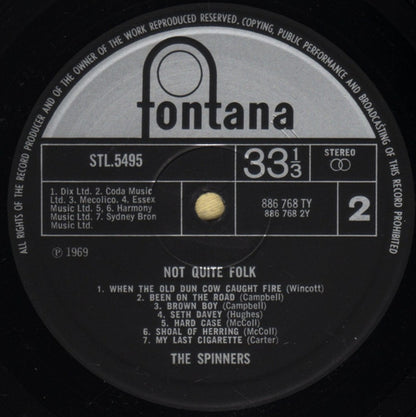 ALL RIGHTS OF THE RECORD PRODUCER AND OF THE OWNER OF THE WORK REPRODUCED RESERVED. COPYING, PUBLIC PERFORMANCE AND BROADCASTING OF THIS RECORD PROHIBITED
fontana
STL.5495
33 1/3
STEREO
1. Dix Ltd. 2. Coda Music
Ltd. 3. Mecolico. 4. Essex
Music Ltd. 5, 6. Harmony
Music Ltd. 7. Sydney Bron
Music Ltd.
886 768 TY
886 768 2Y
2
℗ 1969
NOT QUITE FOLK
1. WHEN THE OLD DUN COW CAUGHT FIRE (Wincott)
2. BEEN ON THE ROAD (Campbell)
3. BROWN BOY (Campbell)
4. SETH DAVEY (Hughes)
5. HARD CASE (McColl)
6. SHOAL OF HERRING (McColl)
7. MY LAST CIGARETTE (Carter)
THE SPINNERS